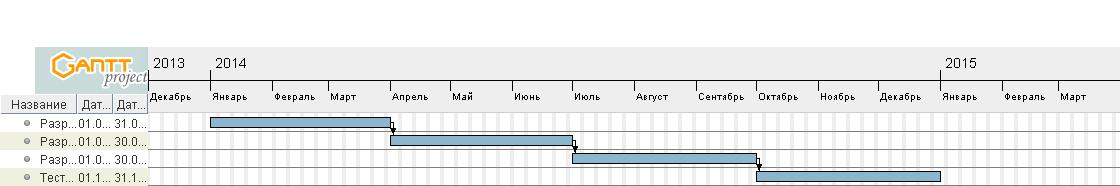 GANTT
project
2013 2014 2015
Декабрь Январь Февраль Март Апрель Май Июнь Июль Август Сентябрь Октябрь Ноябрь Декабрь Январь Февраль Март
Название Дат... Дат...
Разр... 01.0... 31.0...
Разр... 01.0... 30.0...
Разр... 01.0... 30.0...
Тест... 01.1... 31.1...